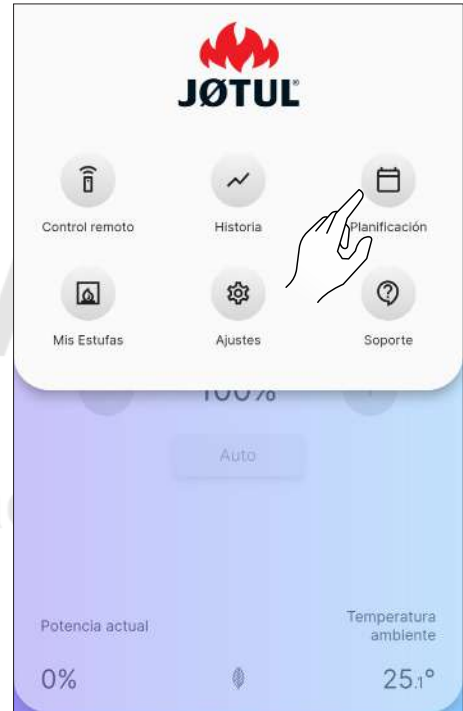 JØTUL®
Control remoto
Historia
Planificación
Mis Estufas
Ajustes
Soporte
100%
Auto
Potencia actual
Temperatura
ambiente
0%
25.1°